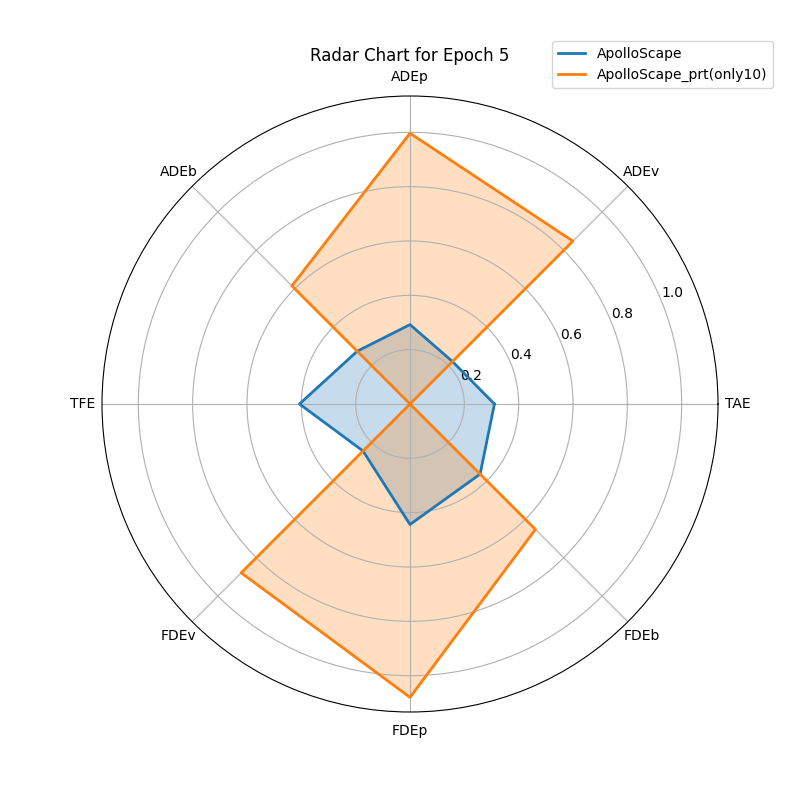 Radar Chart for Epoch 5
ApolloScape
ApolloScape_prt(only10)
ADEp
ADEb
ADEv
1.0
0.8
0.6
0.4
0.2
TFE
TAE
FDEv
FDEb
FDEp